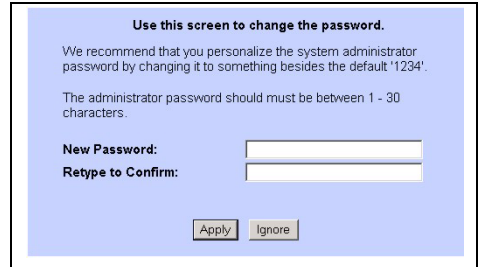 Use this screen to change the password.
We recommend that you personalize the system administrator
password by changing it to something besides the default '1234'.
The administrator password should must be between 1 - 30
characters.
New Password:
Retype to Confirm:
Apply Ignore